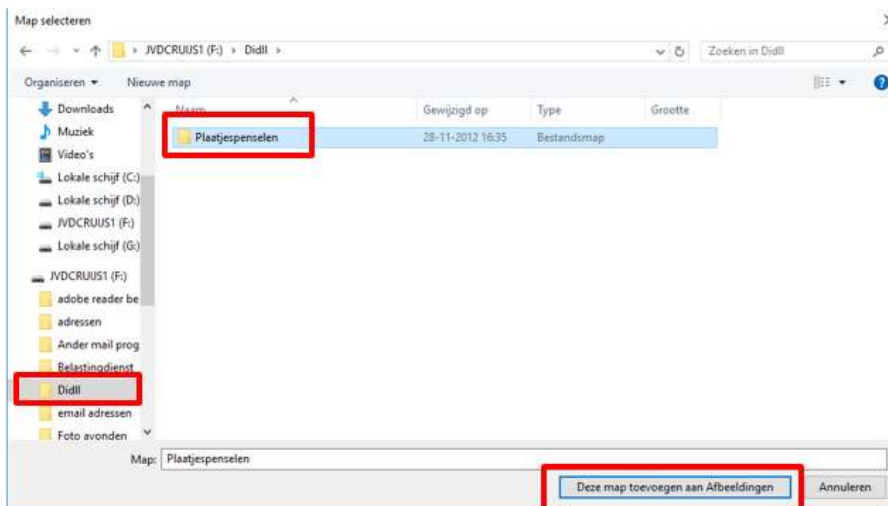 Map selecteren
JVDCRUIJS1 (F:) › Didll ›
Zoeken in Didll
Organiseren
Nieuwe map
Downloads
Muziek
Video's
Lokale schijf (C:)
Lokale schijf (D:)
JVDCRUIJS1 (F:)
Lokale schijf (G:)
JVDCRUIJS1 (F:)
adobe reader be
adressen
Ander mail prog
Belastingdienst
Didll
email adressen
Foto avonden
Naam Gewijzigd op Type Grootte
Plaatjespenselen 28-11-2012 16:35 Bestandsmap
Map: Plaatjespenselen
Deze map toevoegen aan Afbeeldingen
Annuleren